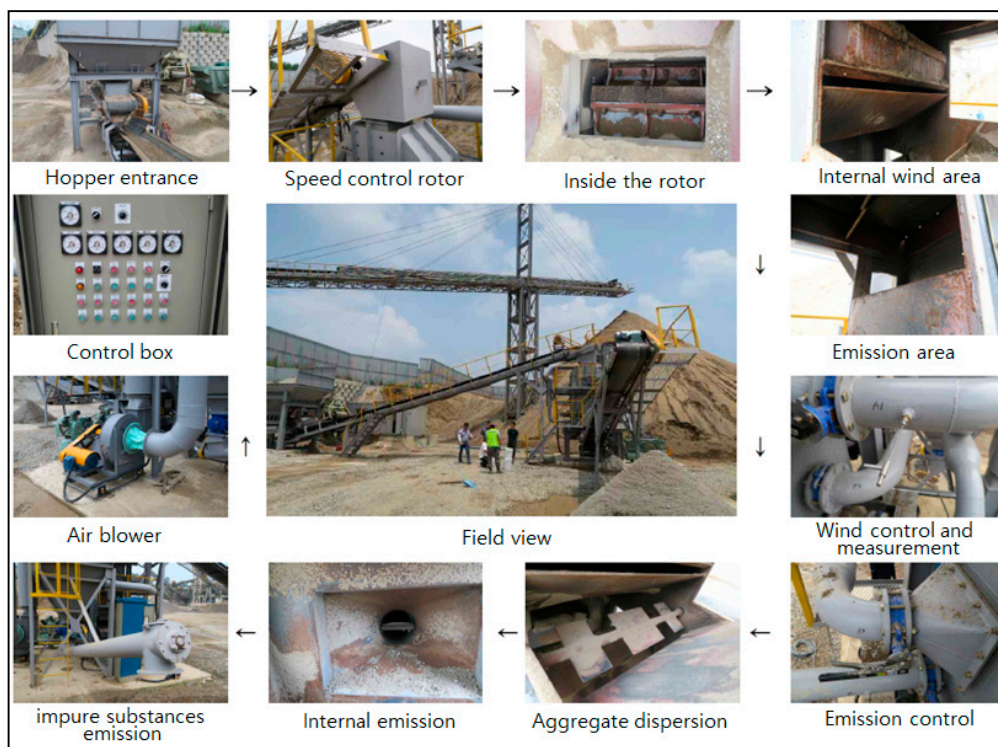 Hopper entrance
Speed control rotor
Inside the rotor
Internal wind area
Control box
Emission area
Air blower
Field view
Wind control and
measurement
impure substances
emission
Internal emission
Aggregate dispersion
Emission control